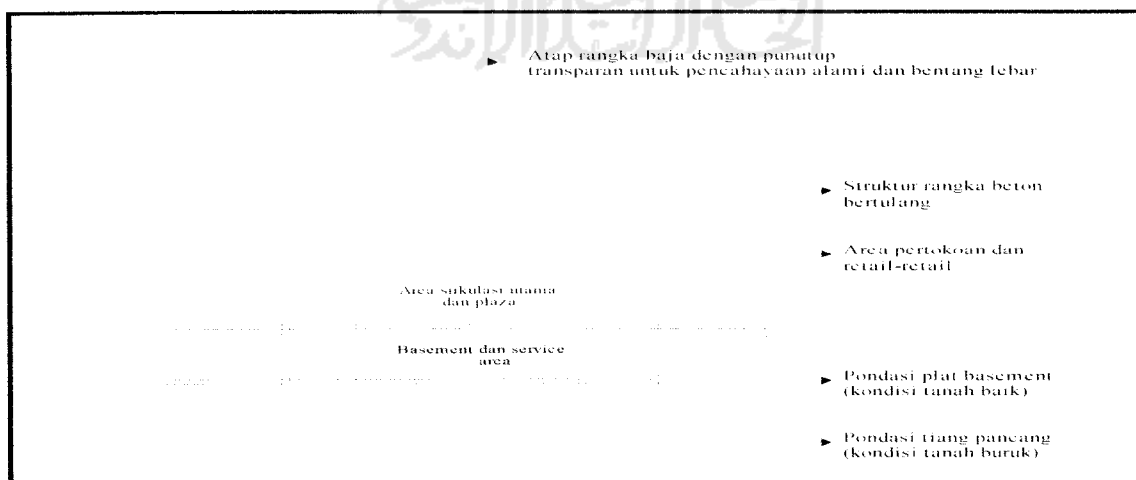 Atap rangka baja dengan punutup
transparan untuk pencahayaan alami dan bentang lebar
Struktur rangka beton
bertulang
Area pertokoan dan
retail-retail
Area sirkulasi utama
dan plaza
Basement dan service
area
Pondasi plat basement
(kondisi tanah baik)
Pondasi tiang pancang
(kondisi tanah buruk)